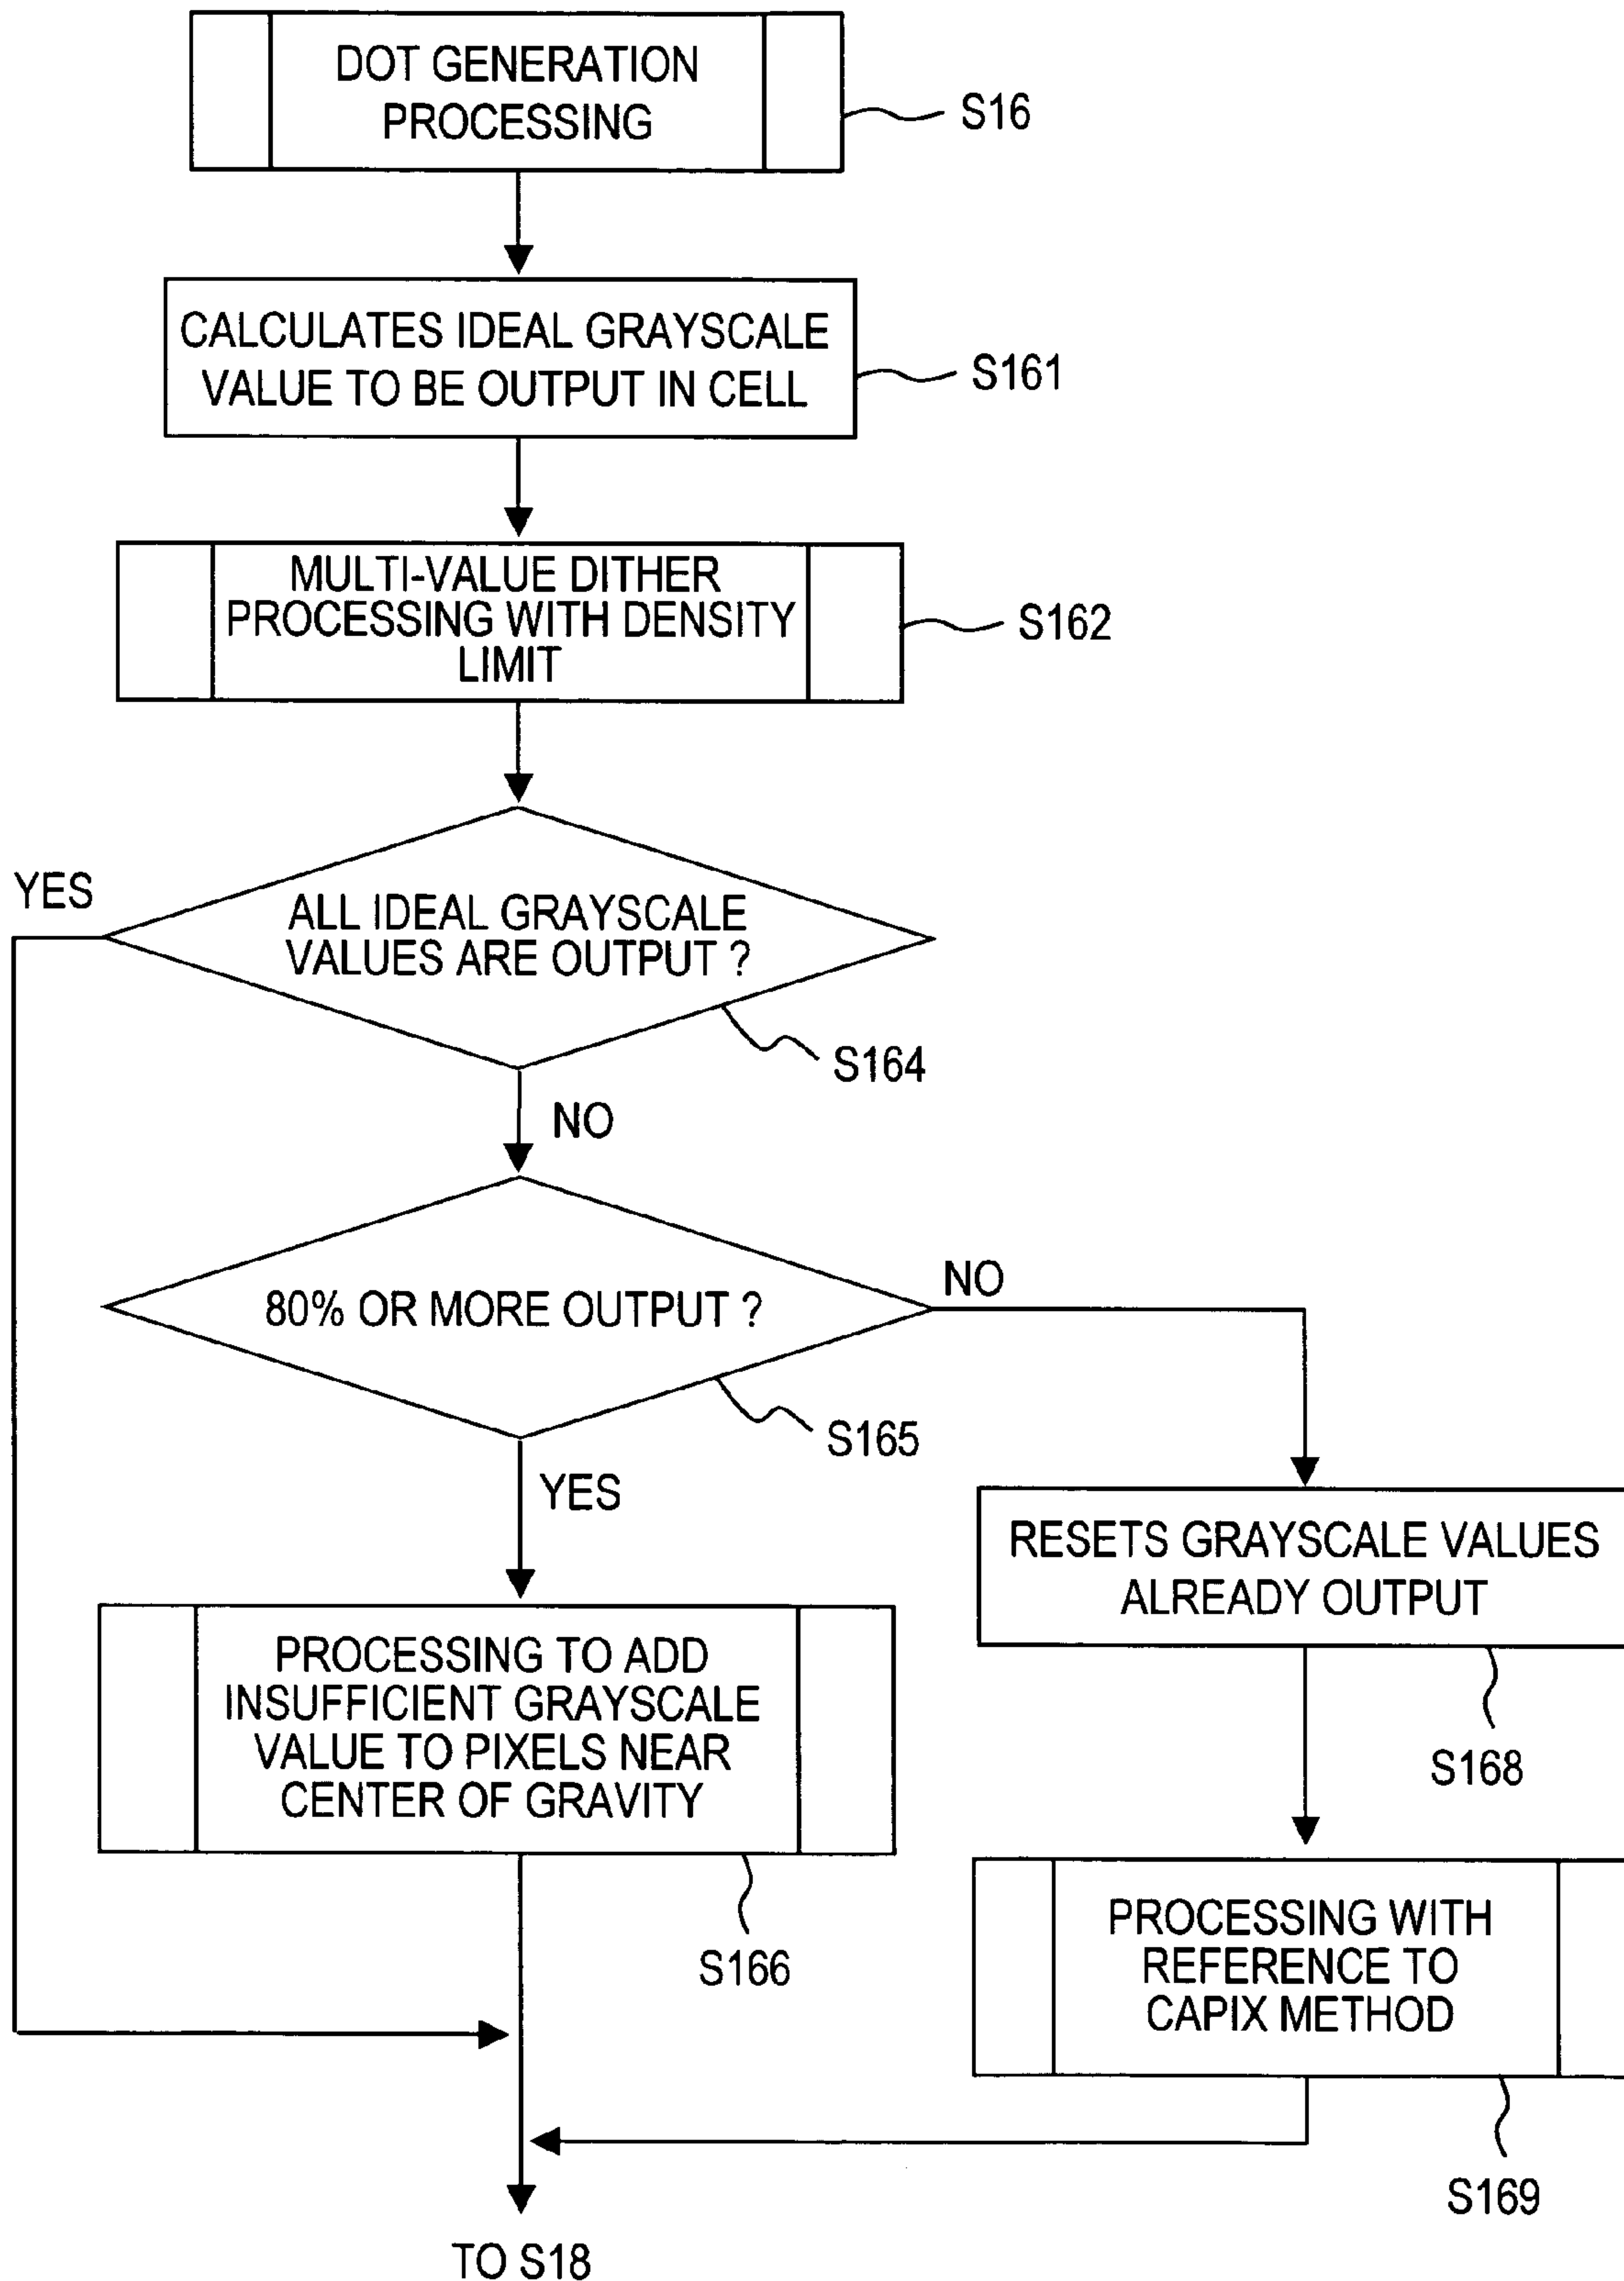 DOT GENERATION
PROCESSING
S16
CALCULATES IDEAL GRAYSCALE
VALUE TO BE OUTPUT IN CELL
S161
MULTI-VALUE DITHER
PROCESSING WITH DENSITY
LIMIT
S162
YES
ALL IDEAL GRAYSCALE
VALUES ARE OUTPUT ?
S164
NO
80% OR MORE OUTPUT ?
NO
S165
YES
RESETS GRAYSCALE VALUES
ALREADY OUTPUT
S168
PROCESSING TO ADD
INSUFFICIENT GRAYSCALE
VALUE TO PIXELS NEAR
CENTER OF GRAVITY
S166
PROCESSING WITH
REFERENCE TO
CAPIX METHOD
S169
TO S18